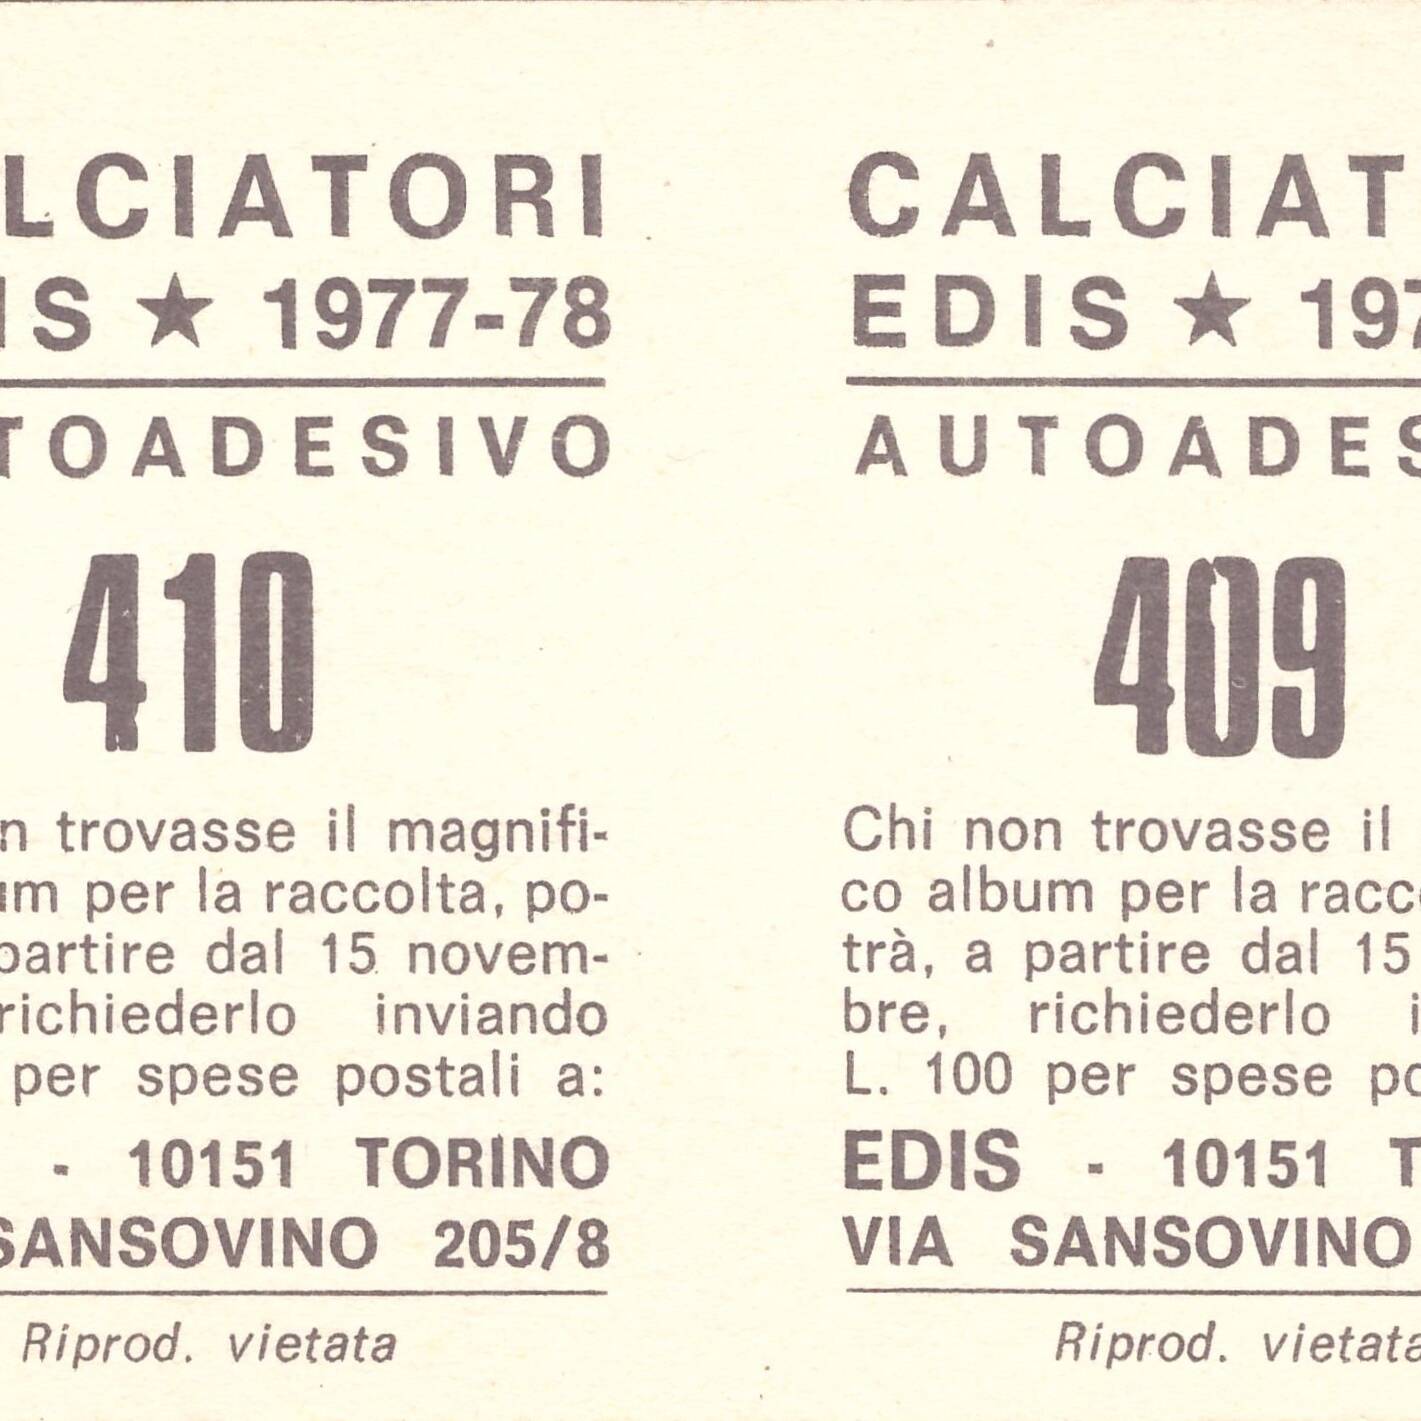 LCIATORI
IS ★ 1977-78
TOADESIVO
410
n trovasse il magnifi-
um per la raccolta, po-
partire dal 15 novem-
richiederlo inviando
per spese postali a:
- 10151 TORINO
SANSOVINO 205/8
Riprod. vietata
CALCIAT
EDIS ★ 197
AUTOADES
409
Chi non trovasse il
co album per la racco
trà, a partire dal 15
bre, richiederlo i
L. 100 per spese po
EDIS - 10151 T
VIA SANSOVINO
Riprod. vietata